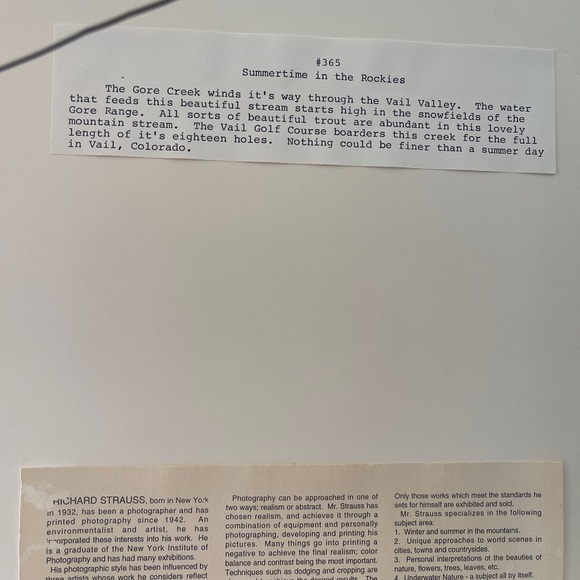 #365
Summertime in the Rockies
The Gore Creek winds it's way through the Vail Valley. The water
that feeds this beautiful stream starts high in the snowfields of the
Gore Range. All sorts of beautiful trout are abundant in this lovely
mountain stream. The Vail Golf Course boarders this creek for the full
length of it's eighteen holes. Nothing could be finer than a summer day
in Vail, Colorado.
RICHARD STRAUSS, born in New York
in 1932, has been a photographer and has
printed photography since 1942. An
environmentalist and artist, he has
incorporated these interests into his work. He
is a graduate of the New York Institute of
Photography and has had many exhibitions.
His photographic style has been influenced by
three artists whose work he considers reflect
Photography can be approached in one of
two ways; realism or abstract. Mr. Strauss has
chosen realism, and achieves it through a
combination of equipment and personally
photographing, developing and printing his
pictures. Many things go into printing a
negative to achieve the final realism; color
balance and contrast being the most important.
Techniques such as dodging and cropping are
the desired results. The
Only those works which meet the standards he
sets for himself are exhibited and sold.
Mr. Strauss specializes in the following
subject area:
1. Winter and summer in the mountains.
2. Unique approaches to world scenes in
cities, towns and countrysides.
3. Personal interpretations of the beauties of
nature, flowers, trees, leaves, etc.
4. Underwater Nature - a subject all by itself.